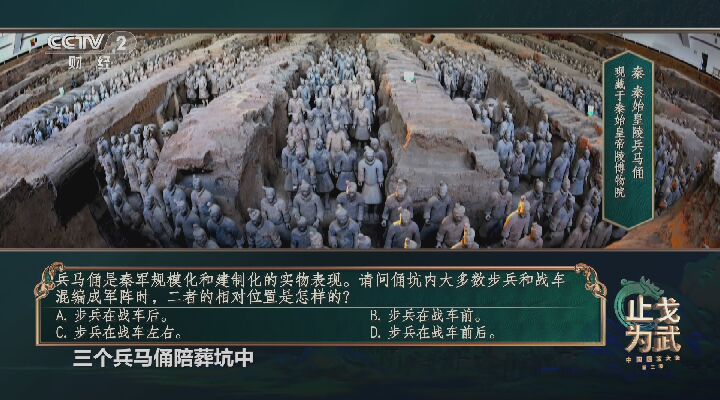 CCTV 2
财经
秦 秦始皇陵兵马俑
现藏于秦始皇帝陵博物院
兵马俑是秦军规模化和建制化的实物表现。请问俑坑内大多数步兵和战车
混编成军阵时，二者的相对位置是怎样的？
A. 步兵在战车后。
B. 步兵在战车前。
C. 步兵在战车左右。
D. 步兵在战车前后。
止戈
为武
中国国宝大会
第二季
三个兵马俑陪葬坑中